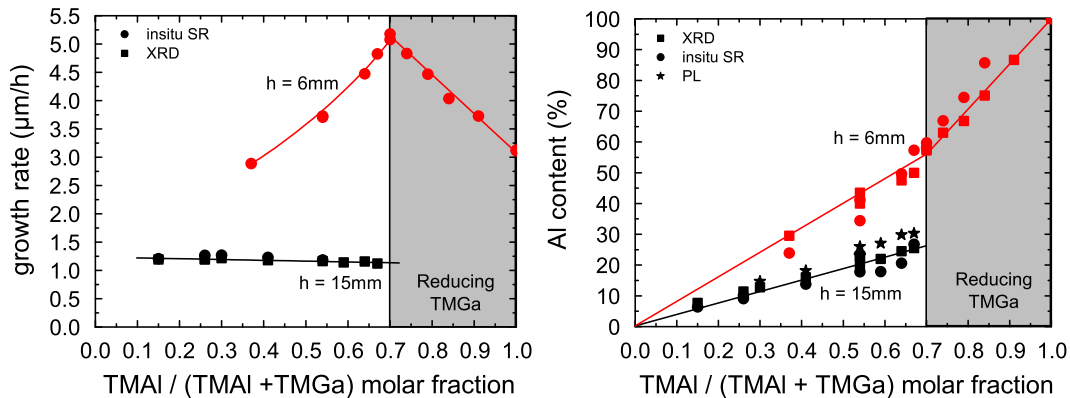 5.5
5.0
4.5
4.0
3.5
3.0
2.5
2.0
1.5
1.0
0.5
0.0
growth rate (µm/h)
insitu SR
XRD
h = 6mm
h = 15mm
Reducing
TMGa
0.0 0.1 0.2 0.3 0.4 0.5 0.6 0.7 0.8 0.9 1.0
TMAl / (TMAl +TMGa) molar fraction
100
90
80
70
60
50
40
30
20
10
0
Al content (%)
XRD
insitu SR
PL
h = 6mm
h = 15mm
Reducing
TMGa
0.0 0.1 0.2 0.3 0.4 0.5 0.6 0.7 0.8 0.9 1.0
TMAl / (TMAl + TMGa) molar fraction